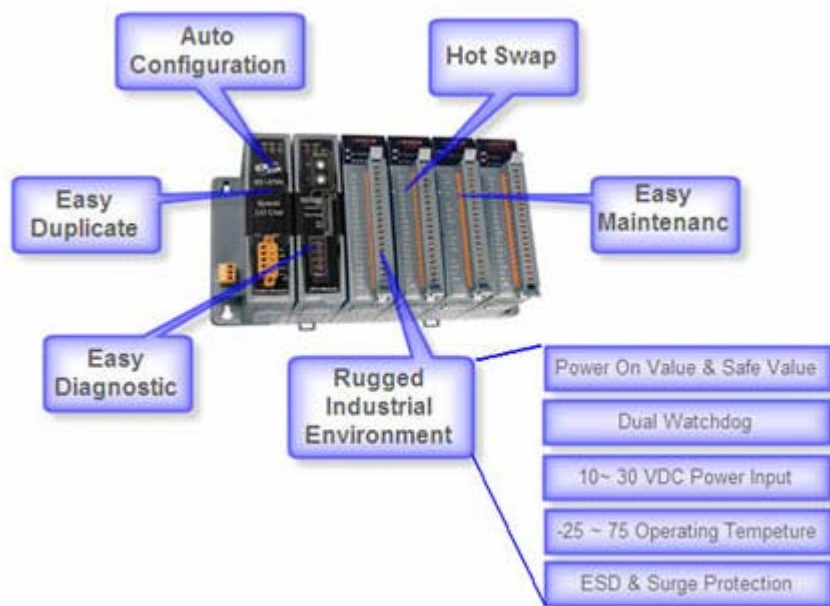 Auto
Configuration
Hot Swap
Easy
Duplicate
Easy
Maintenanc
Easy
Diagnostic
Rugged
Industrial
Environment
Power On Value & Safe Value
Dual Watchdog
10~ 30 VDC Power Input
-25 ~ 75 Operating Tempeture
ESD & Surge Protection